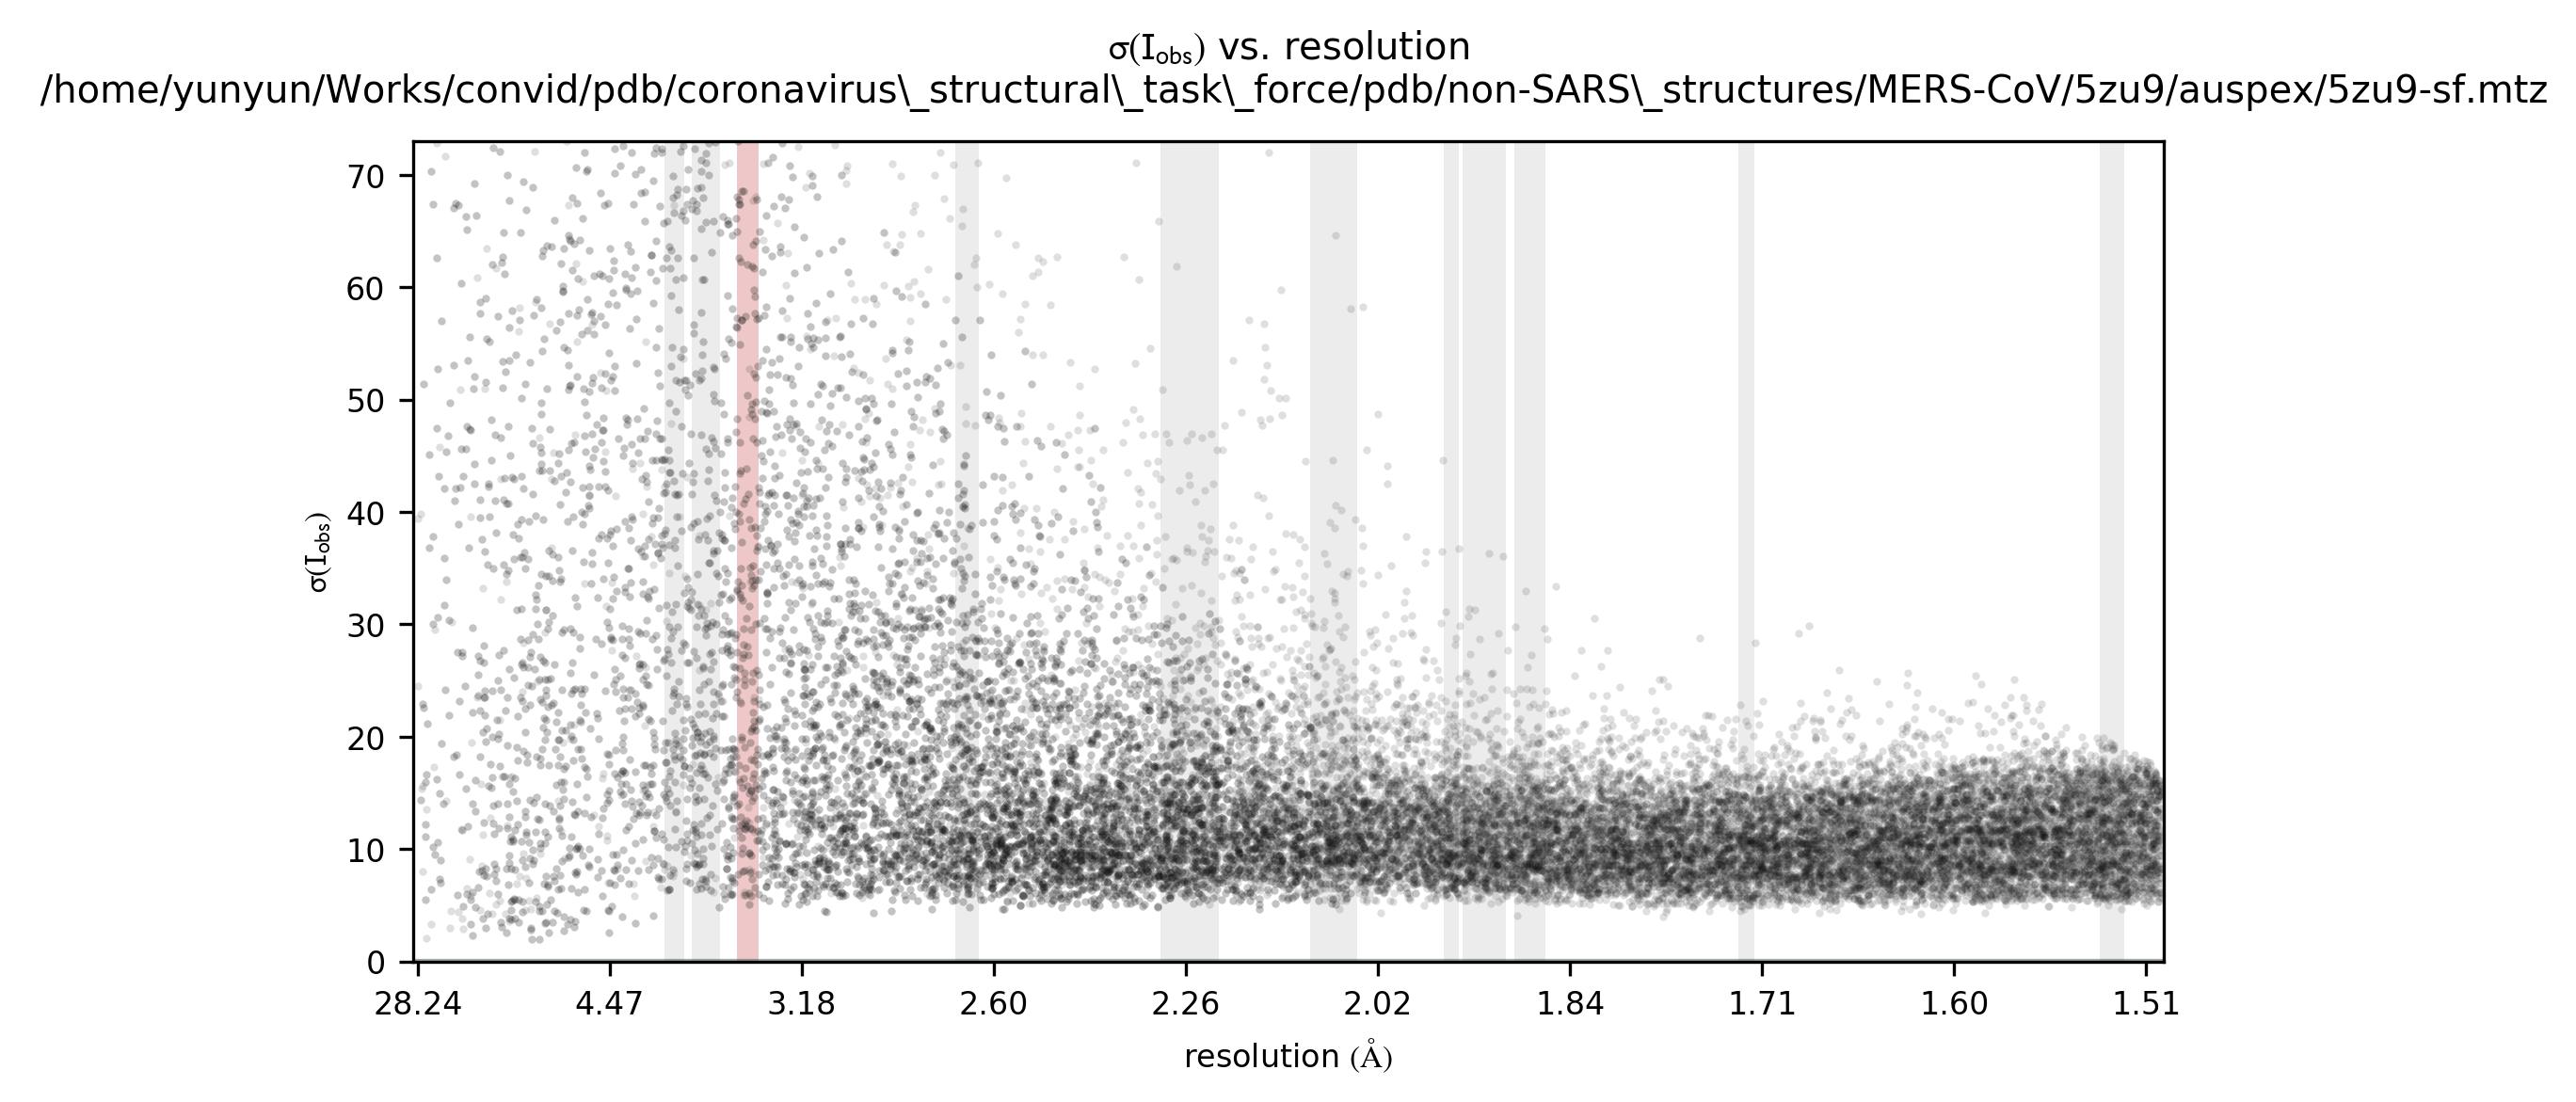 σ(I_obs) vs. resolution
/home/yunyun/Works/convid/pdb/coronavirus\_structural\_task\_force/pdb/non-SARS\_structures/MERS-CoV/5zu9/auspex/5zu9-sf.mtz
70
60
50
40
30
20
10
0
σ(I_obs)
28.24 4.47 3.18 2.60 2.26 2.02 1.84 1.71 1.60 1.51
resolution (Å)